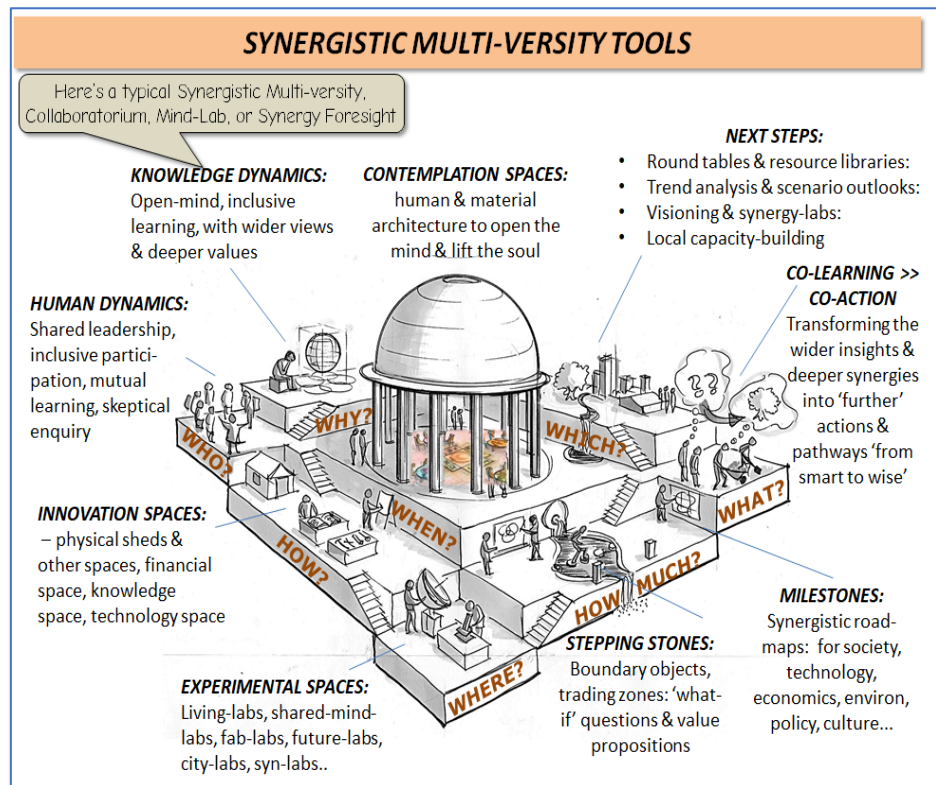 SYNERGISTIC MULTI-VERSITY TOOLS
Here's a typical Synergistic Multi-versity,
Collaboratorium, Mind-Lab, or Synergy Foresight
KNOWLEDGE DYNAMICS:
Open-mind, inclusive
learning, with wider views
& deeper values
CONTEMPLATION SPACES:
human & material
architecture to open the
mind & lift the soul
NEXT STEPS:
• Round tables & resource libraries:
• Trend analysis & scenario outlooks:
• Visioning & synergy-labs:
• Local capacity-building
CO-LEARNING >>
CO-ACTION
Transforming the
wider insights &
deeper synergies
into 'further'
actions &
pathways 'from
smart to wise'
HUMAN DYNAMICS:
Shared leadership,
inclusive partici-
pation, mutual
learning, skeptical
enquiry
WHO?
WHY?
WHICH?
? ?
WHAT?
WHEN?
HOW?
HOW MUCH?
WHERE?
INNOVATION SPACES:
– physical sheds &
other spaces, financial
space, knowledge
space, technology space
EXPERIMENTAL SPACES:
Living-labs, shared-mind-
labs, fab-labs, future-labs,
city-labs, syn-labs..
STEPPING STONES:
Boundary objects,
trading zones: 'what-
if' questions & value
propositions
MILESTONES:
Synergistic road-
maps: for society,
technology,
economics, environ,
policy, culture...